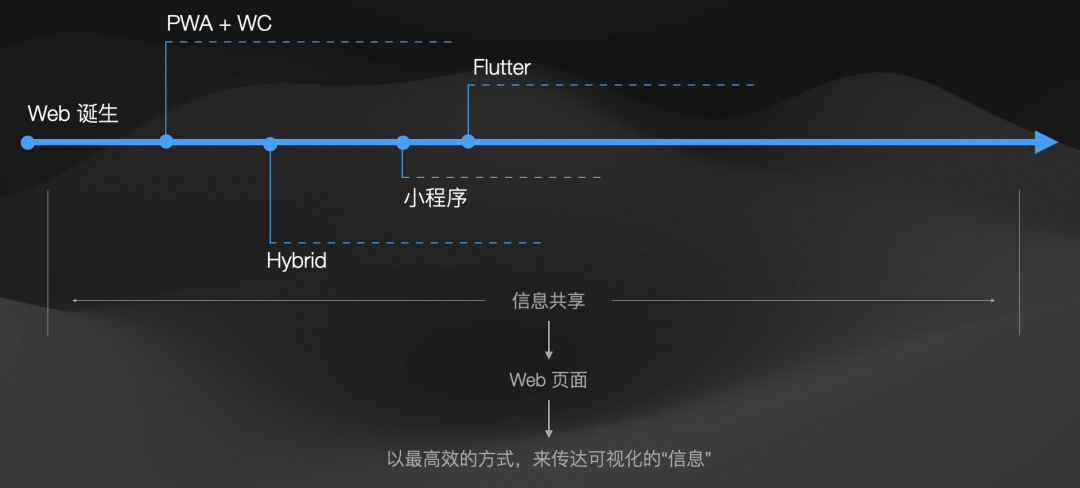 PWA + WC
Flutter
Web 诞生
小程序
Hybrid
信息共享
Web 页面
以最高效的方式，来传达可视化的“信息”